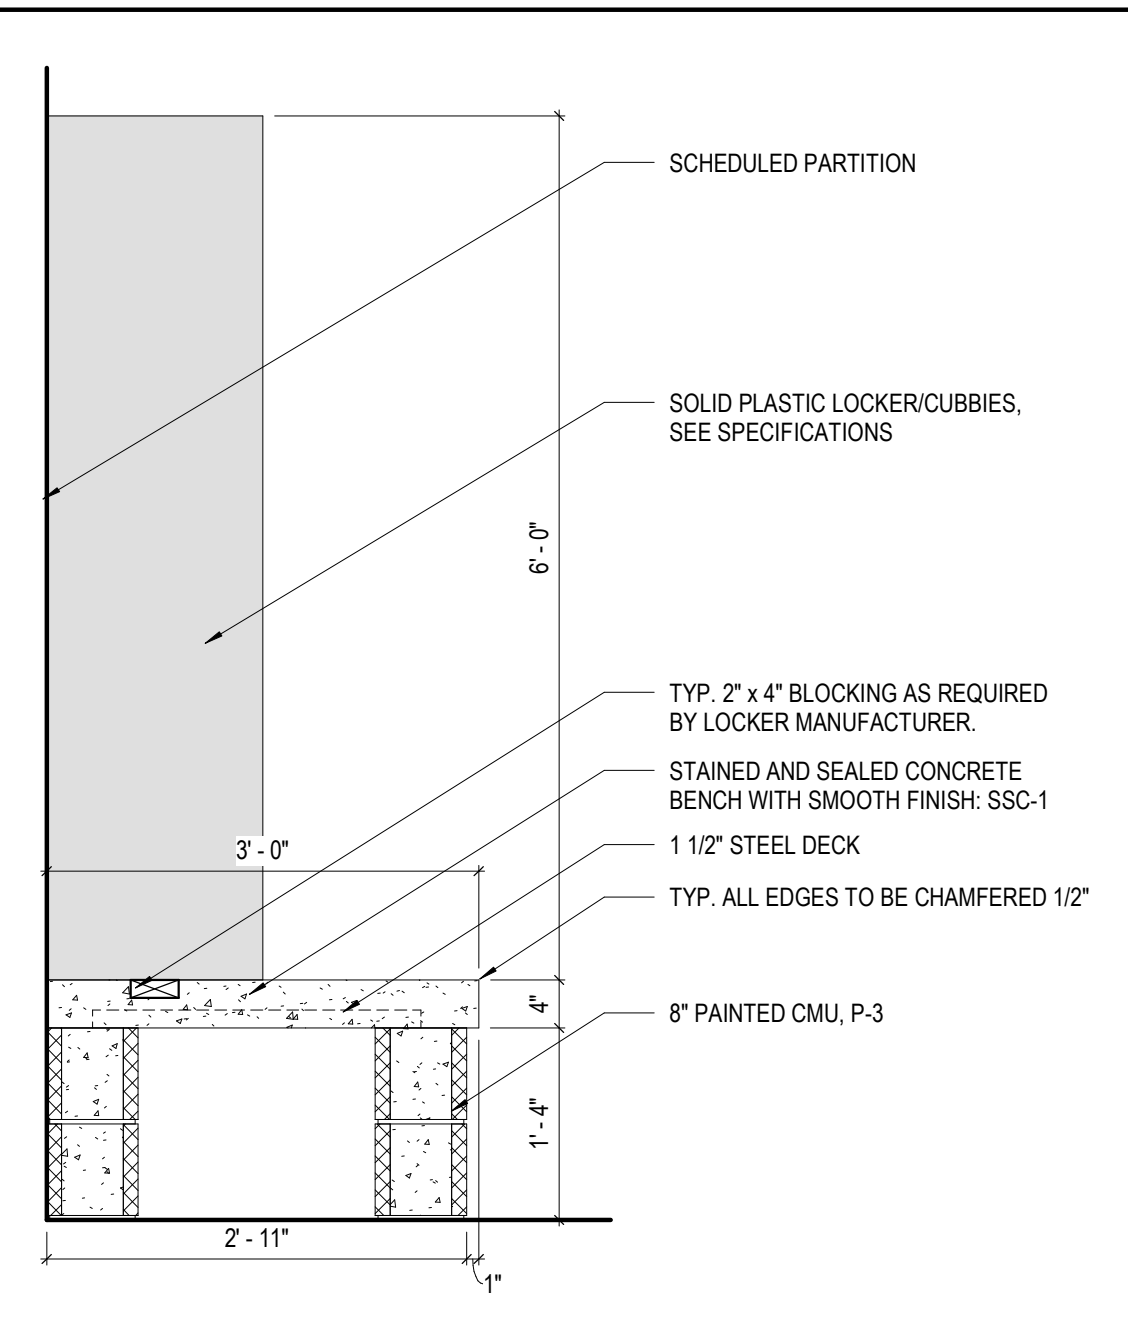 SCHEDULED PARTITION
SOLID PLASTIC LOCKER/CUBBIES,
SEE SPECIFICATIONS
6' - 0"
TYP. 2" x 4" BLOCKING AS REQUIRED
BY LOCKER MANUFACTURER.
STAINED AND SEALED CONCRETE
BENCH WITH SMOOTH FINISH: SSC-1
3' - 0"
1 1/2" STEEL DECK
TYP. ALL EDGES TO BE CHAMFERED 1/2"
4"
8" PAINTED CMU, P-3
1' - 4"
2' - 11"
1"